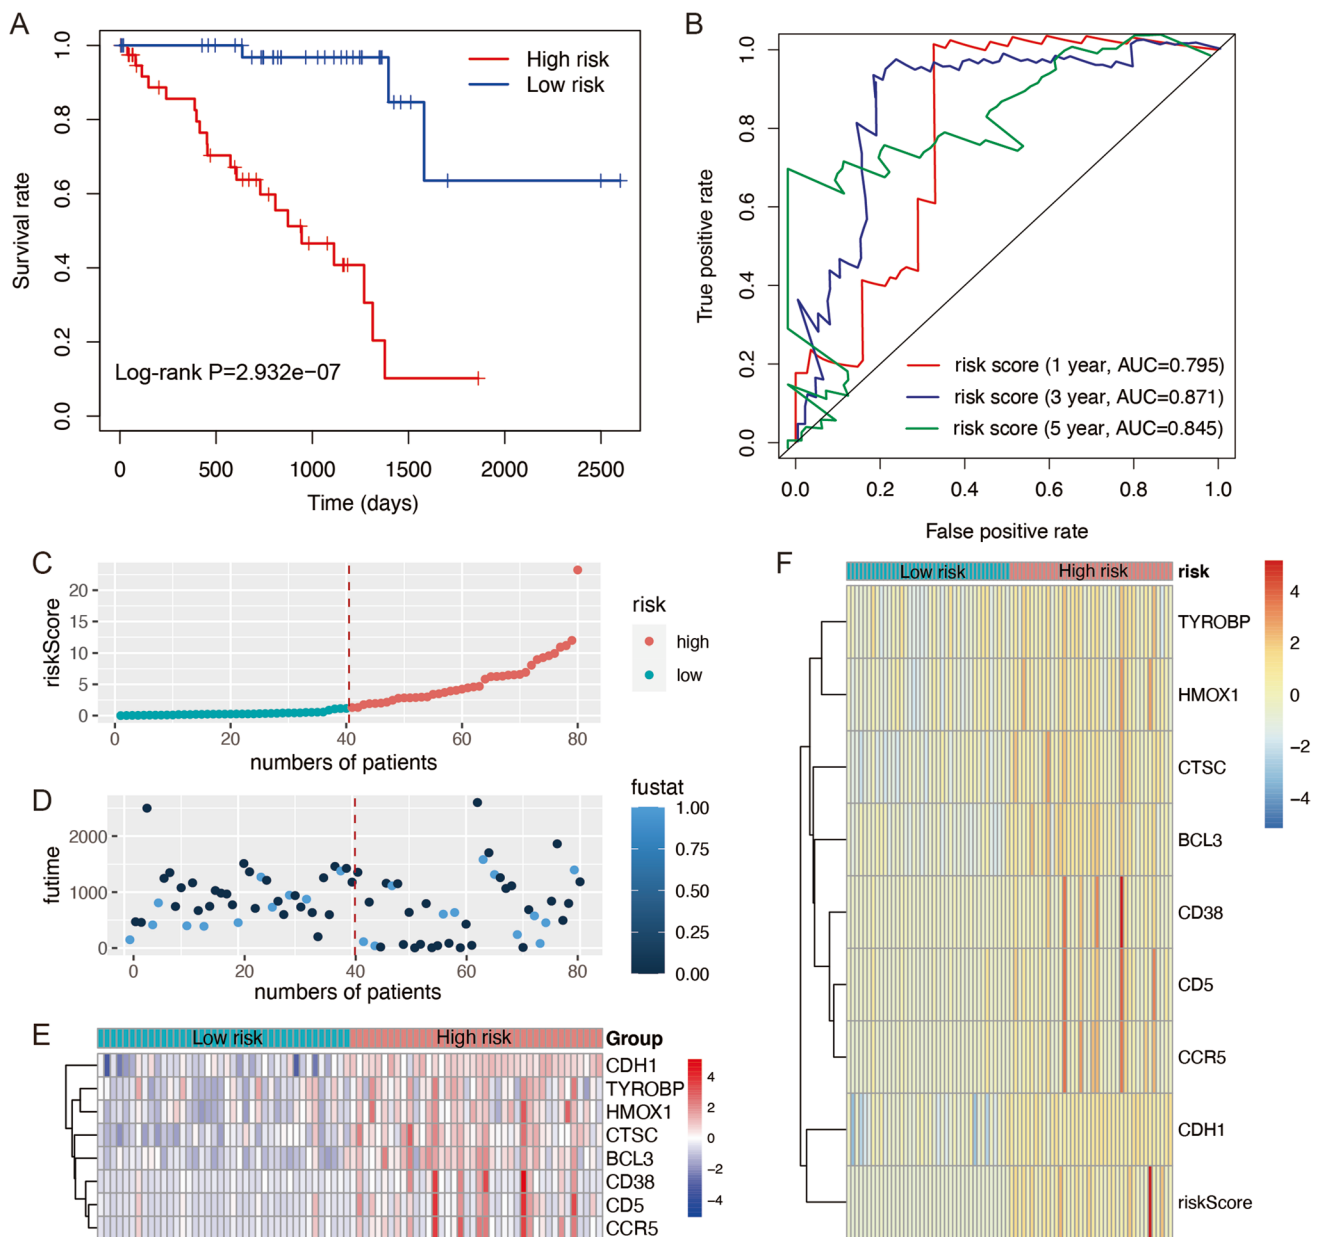 A
1.0
0.8
0.6
0.4
0.2
0.0
Survival rate
High risk
Low risk
Log-rank P=2.932e−07
0 500 1000 1500 2000 2500
Time (days)
B
1.0
0.8
0.6
0.4
0.2
0.0
True positive rate
risk score (1 year, AUC=0.795)
risk score (3 year, AUC=0.871)
risk score (5 year, AUC=0.845)
0.0 0.2 0.4 0.6 0.8 1.0
False positive rate
C
20
15
10
5
0
riskScore
0 20 40 60 80
numbers of patients
risk
high
low
D
2000
1000
0
futime
0 20 40 60 80
numbers of patients
fustat
1.00
0.75
0.50
0.25
0.00
E
Low risk High risk Group
CDH1
TYROBP
HMOX1
CTSC
BCL3
CD38
CD5
CCR5
4
2
0
−2
−4
F
Low risk High risk risk
TYROBP
HMOX1
CTSC
BCL3
CD38
CD5
CCR5
CDH1
riskScore
4
2
0
−2
−4